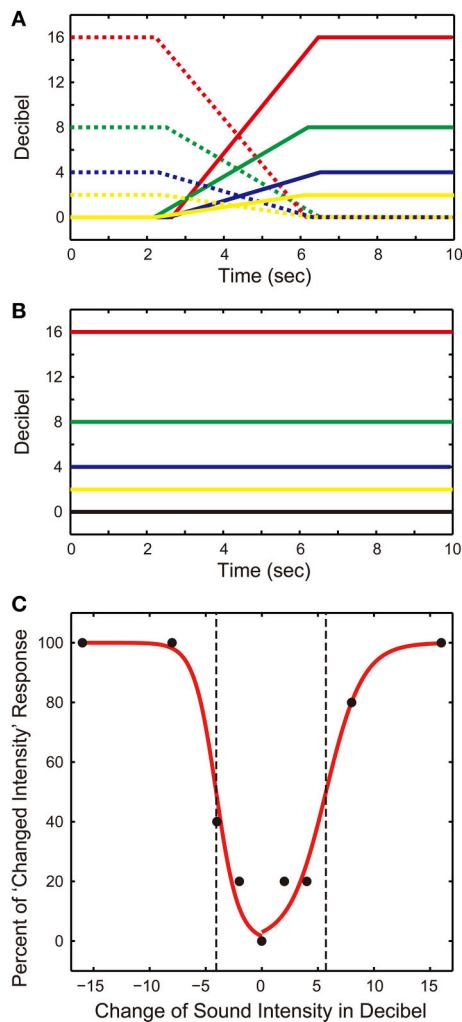 A
16
12
8
4
0
Decibel
0 2 4 6 8 10
Time (sec)
B
16
12
8
4
0
Decibel
0 2 4 6 8 10
Time (sec)
C
100
80
60
40
20
0
Percent of ‘Changed Intensity’ Response
−15 −10 −5 0 5 10 15
Change of Sound Intensity in Decibel